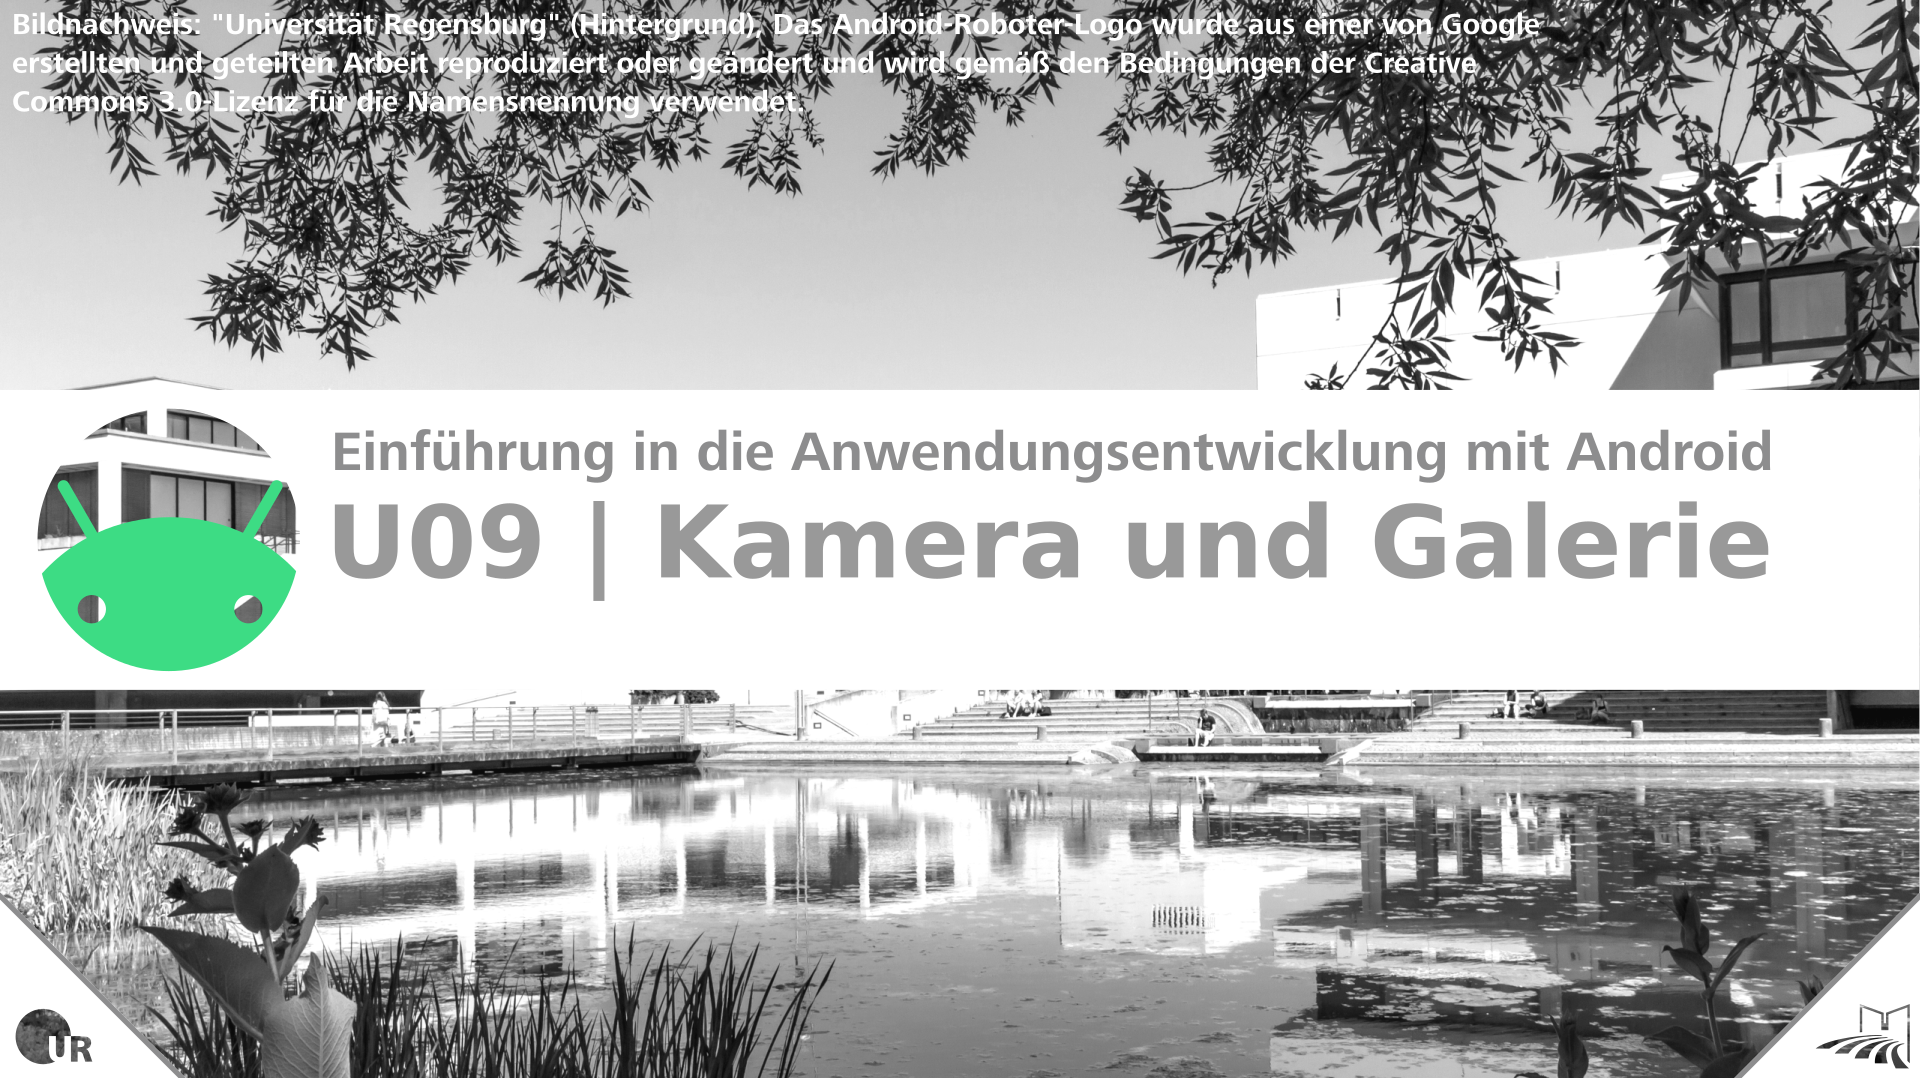 Bildnachweis: "Universität Regensburg" (Hintergrund), Das Android-Roboter-Logo wurde aus einer von Google
erstellten und geteilten Arbeit reproduziert oder geändert und wird gemäß den Bedingungen der Creative
Commons 3.0-Lizenz für die Namensnennung verwendet.
Einführung in die Anwendungsentwicklung mit Android
U09 | Kamera und Galerie
UR